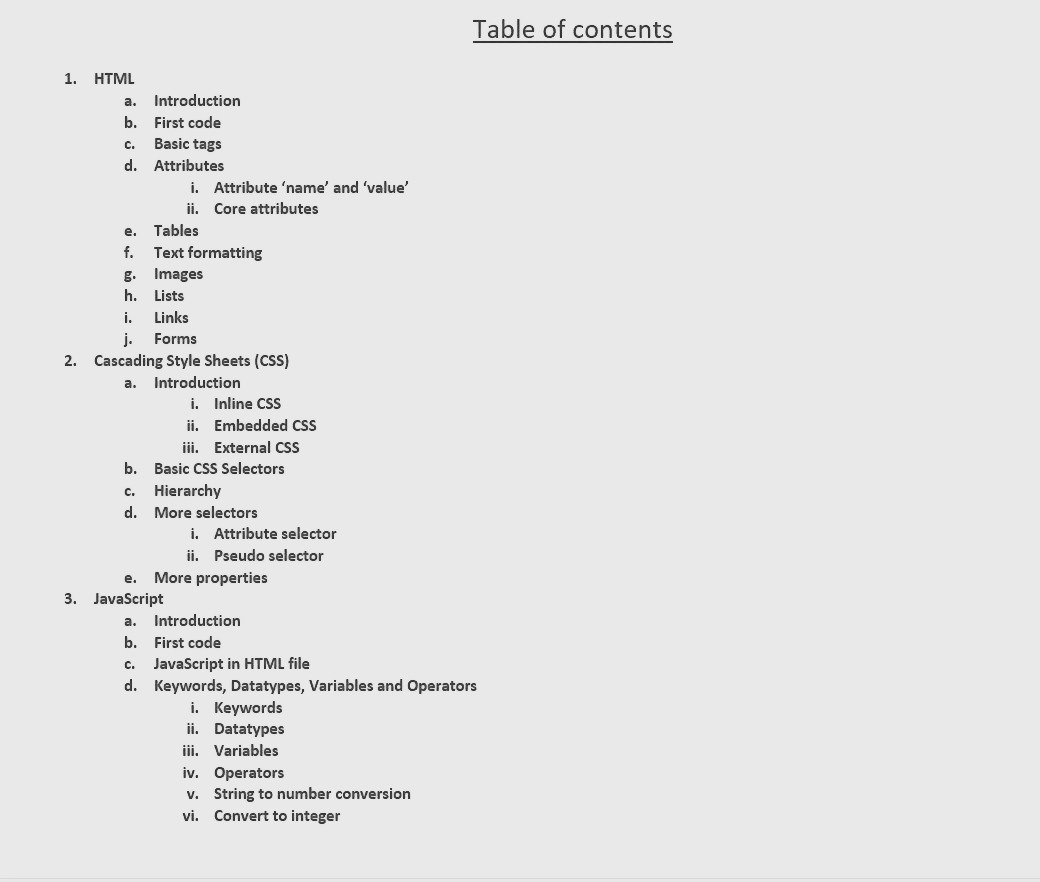 Table of contents
1. HTML
a. Introduction
b. First code
c. Basic tags
d. Attributes
i. Attribute ‘name’ and ‘value’
ii. Core attributes
e. Tables
f. Text formatting
g. Images
h. Lists
i. Links
j. Forms
2. Cascading Style Sheets (CSS)
a. Introduction
i. Inline CSS
ii. Embedded CSS
iii. External CSS
b. Basic CSS Selectors
c. Hierarchy
d. More selectors
i. Attribute selector
ii. Pseudo selector
e. More properties
3. JavaScript
a. Introduction
b. First code
c. JavaScript in HTML file
d. Keywords, Datatypes, Variables and Operators
i. Keywords
ii. Datatypes
iii. Variables
iv. Operators
v. String to number conversion
vi. Convert to integer